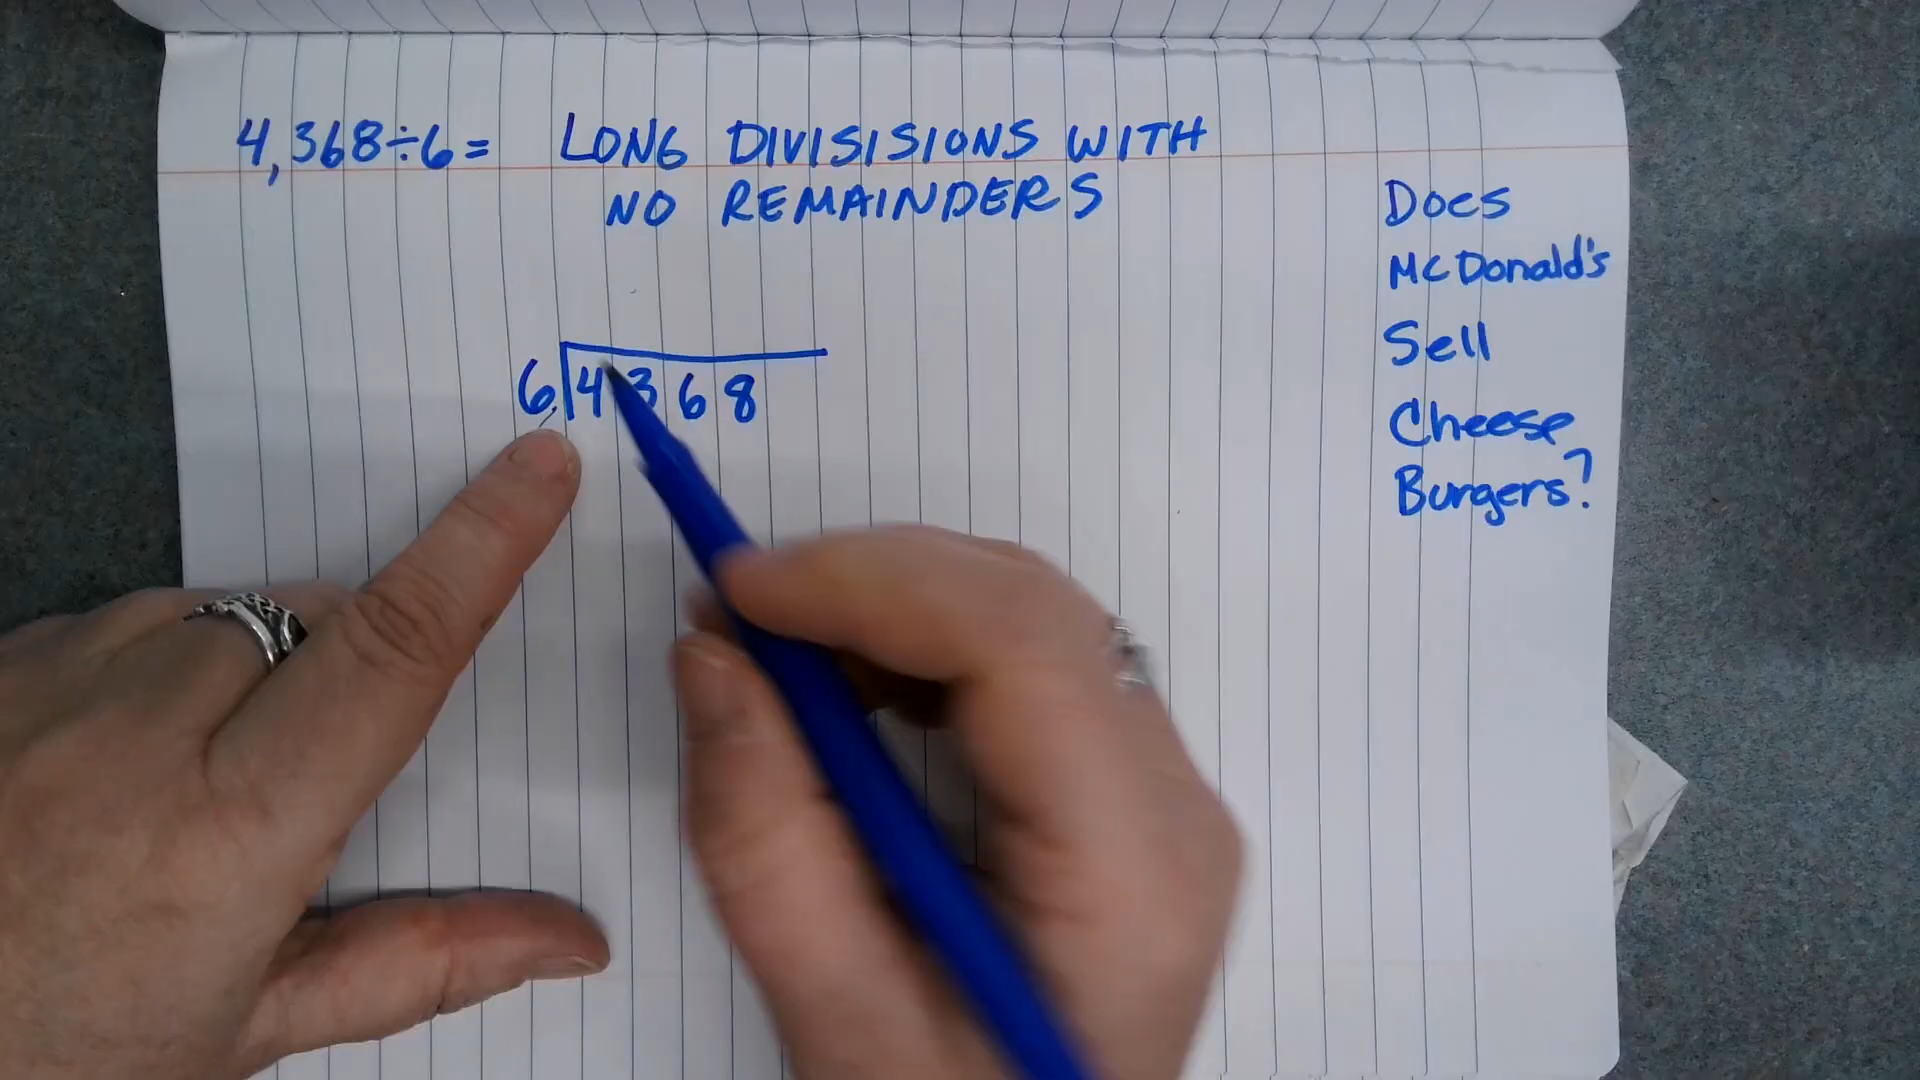 4,368÷6= LONG DIVISISIONS WITH
NO REMAINDERS
6 4368
Does
McDonald's
Sell
Cheese
Burgers?